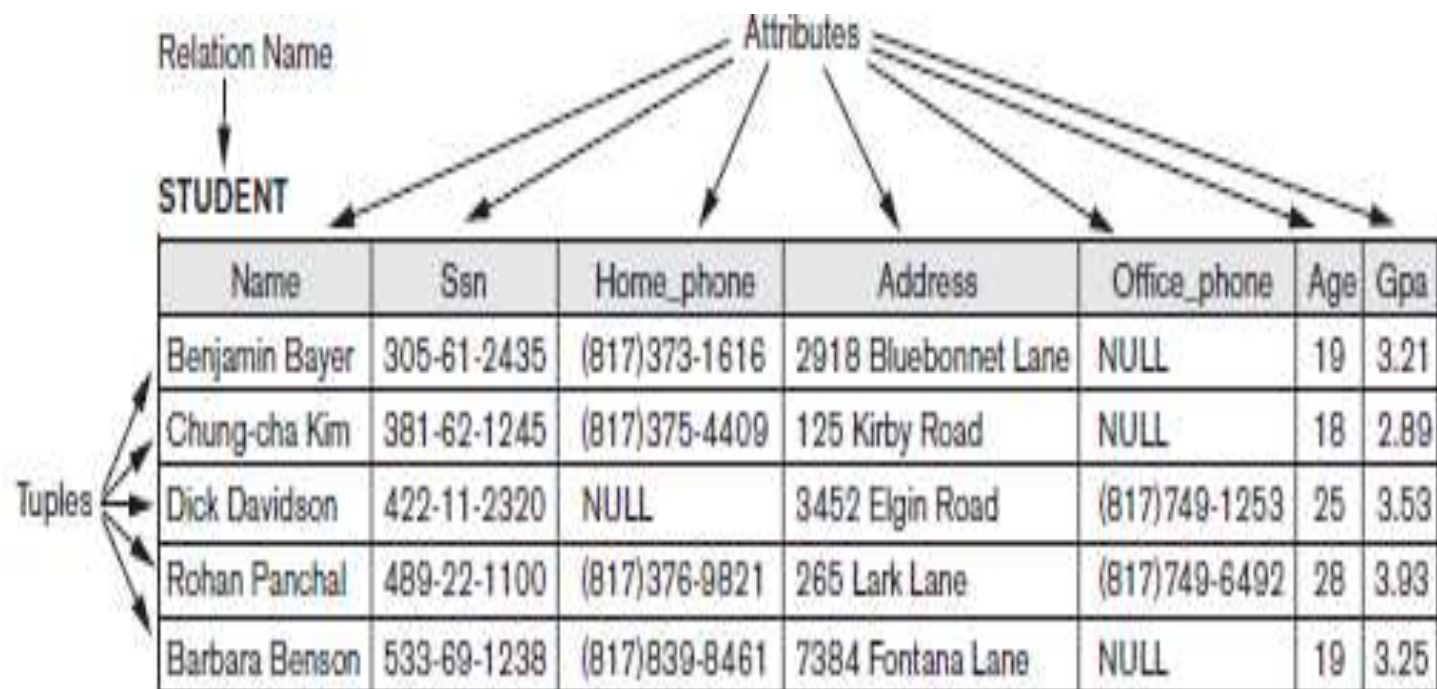 Attributes
Relation Name
STUDENT
Name Ssn Home_phone Address Office_phone Age Gpa
Benjamin Bayer 305-61-2435 (817)373-1616 2918 Bluebonnet Lane NULL 19 3.21
Chung-cha Kim 381-62-1245 (817)375-4409 125 Kirby Road NULL 18 2.89
Tuples Dick Davidson 422-11-2320 NULL 3452 Elgin Road (817)749-1253 25 3.53
Rohan Panchal 489-22-1100 (817)376-9821 265 Lark Lane (817)749-6492 28 3.93
Barbara Benson 533-69-1238 (817)839-8461 7384 Fontana Lane NULL 19 3.25